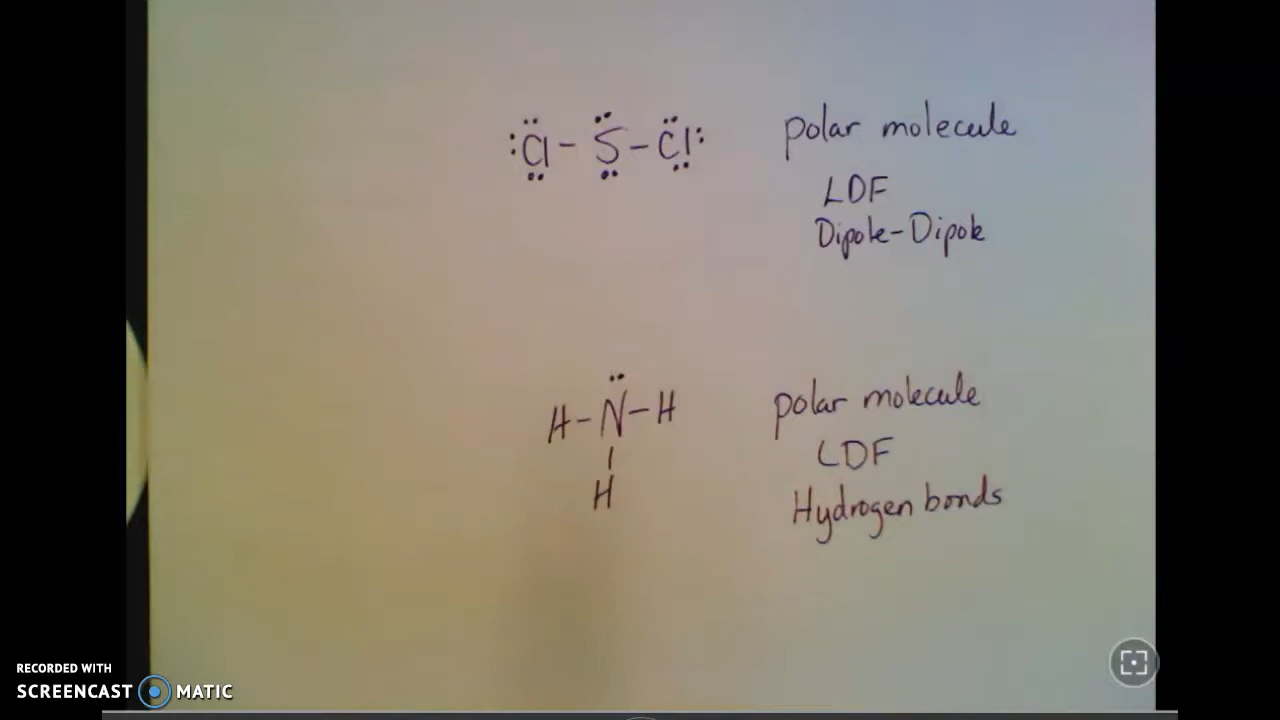 :C̈l - S̈ - C̈l: polar molecule
LDF
Dipole-Dipole
H - N̈ - H polar molecule
|
LDF
H
Hydrogen bonds
RECORDED WITH
SCREENCAST MATIC